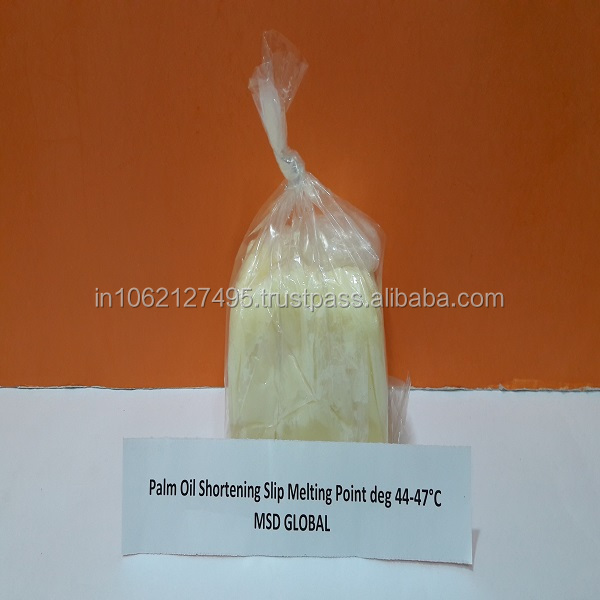 in1062127495.trustpass.alibaba.com
Palm Oil Shortening Slip Melting Point deg 44-47°C
MSD GLOBAL